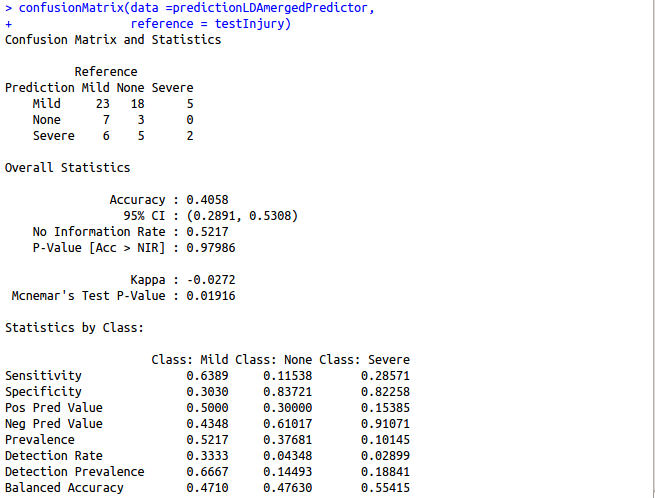 > confusionMatrix(data =predictionLDAmergedPredictor,
+                 reference = testInjury)
Confusion Matrix and Statistics

          Reference
Prediction Mild None Severe
    Mild     23   18      5
    None      7    3      0
    Severe    6    5      2

Overall Statistics

               Accuracy : 0.4058
                 95% CI : (0.2891, 0.5308)
    No Information Rate : 0.5217
    P-Value [Acc > NIR] : 0.97986

                  Kappa : -0.0272
 Mcnemar's Test P-Value : 0.01916

Statistics by Class:

                     Class: Mild Class: None Class: Severe
Sensitivity               0.6389     0.11538       0.28571
Specificity               0.3030     0.83721       0.82258
Pos Pred Value            0.5000     0.30000       0.15385
Neg Pred Value            0.4348     0.61017       0.91071
Prevalence                0.5217     0.37681       0.10145
Detection Rate            0.3333     0.04348       0.02899
Detection Prevalence      0.6667     0.14493       0.18841
Balanced Accuracy         0.4710     0.47630       0.55415